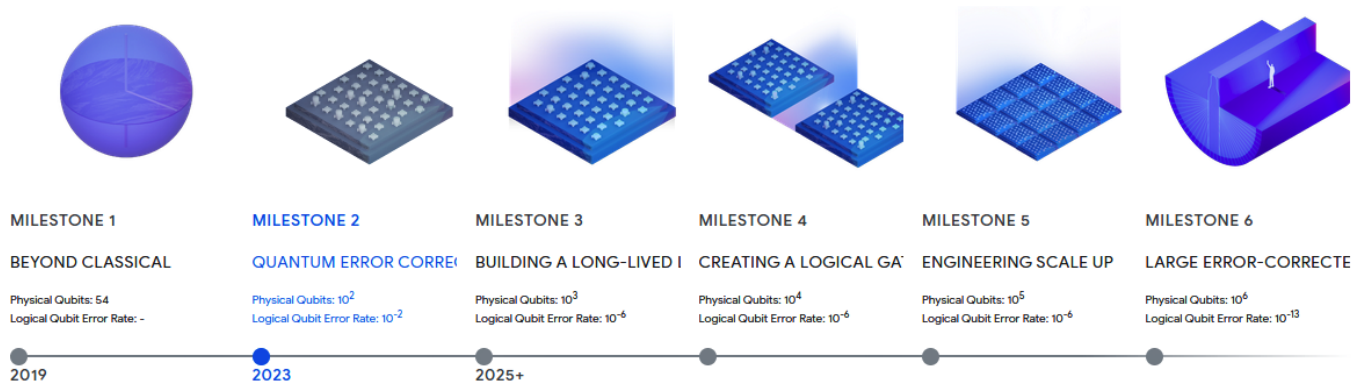 MILESTONE 1
BEYOND CLASSICAL
Physical Qubits: 54
Logical Qubit Error Rate: -
2019
MILESTONE 2
QUANTUM ERROR CORREC
Physical Qubits: 10²
Logical Qubit Error Rate: 10⁻²
2023
MILESTONE 3
BUILDING A LONG-LIVED
Physical Qubits: 10³
Logical Qubit Error Rate: 10⁻⁶
2025+
MILESTONE 4
CREATING A LOGICAL GA
Physical Qubits: 10⁴
Logical Qubit Error Rate: 10⁻⁶
MILESTONE 5
ENGINEERING SCALE UP
Physical Qubits: 10⁵
Logical Qubit Error Rate: 10⁻⁶
MILESTONE 6
LARGE ERROR-CORRECTE
Physical Qubits: 10⁶
Logical Qubit Error Rate: 10⁻¹³